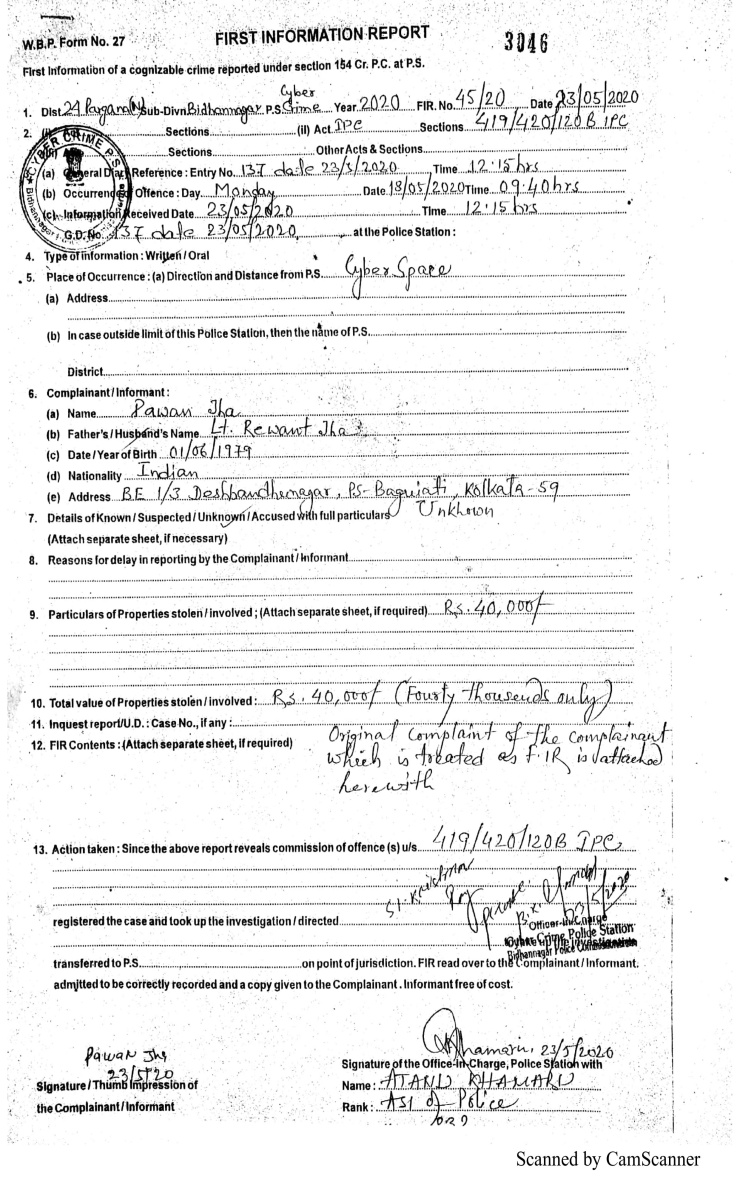 W.B.P. Form No. 27
FIRST INFORMATION REPORT
3046
First Information of a cognizable crime reported under section 154 Cr. P.C. at P.S.
1. Dist. 24 Parganas (N) Sub-Divn Bidhannagar P.S. Cyber Crime Year 2020 FIR. No. 45/20 Date 23/05/2020
2. (i) Sections (ii) Act. IPC Sections 419/420/120B IPC
(iii) Sections Other Acts & Sections
(a) General Diary Reference : Entry No. 137 date 23/5/2020 Time 12:15 hrs
(b) Occurrence Offence : Day. Monday Date 18/05/2020 Time 09:40 hrs
(c) Information Received Date 23/05/2020 Time 12:15 hrs
G.D. No. 137 date 23/05/2020 at the Police Station :
CYBER CRIME P.S.
4. Type of information : Written / Oral
5. Place of Occurrence : (a) Direction and Distance from P.S. Cyber Space
(a) Address
(b) In case outside limit of this Police Station, then the name of P.S.
District
6. Complainant / Informant :
(a) Name Pawan Jha
(b) Father's / Husband's Name Lt. Rewant Jha
(c) Date / Year of Birth 01/06/1979
(d) Nationality Indian
(e) Address BE 1/3 Deshbandhunagar, P.S- Baguiati, Kolkata-59
7. Details of Known / Suspected / Unknown / Accused with full particulars Unkhown
(Attach separate sheet, if necessary)
8. Reasons for delay in reporting by the Complainant / Informant
9. Particulars of Properties stolen / involved ; (Attach separate sheet, if required) Rs. 40,000/-
10. Total value of Properties stolen / involved : Rs. 40,000/- (Fourty thousands only)
11. Inquest report / U.D. : Case No., if any :
12. FIR Contents : (Attach separate sheet, if required) Original complaint of the complainant
which is treated as F.IR is attached
herewith
13. Action taken : Since the above report reveals commission of offence (s) u/s 419/420/120B IPC
SI. Krishna
23/5/2020
registered the case and took up the investigation / directed
Officer-In-Charge
Cyber Crime Police Station
Bidhannagar Police Commissionerate
to take up the investigation
transferred to P.S. on point of jurisdiction. FIR read over to the Complainant / Informant.
admitted to be correctly recorded and a copy given to the Complainant . Informant free of cost.
Pawan Jha
23/5/20
Signature / Thumb Impression of
the Complainant / Informant
Khamaru, 23/5/2020
Signature of the Office-in-Charge, Police Station with
Name : ATANU KHAMARU
Rank : ASI of Police
Scanned by CamScanner